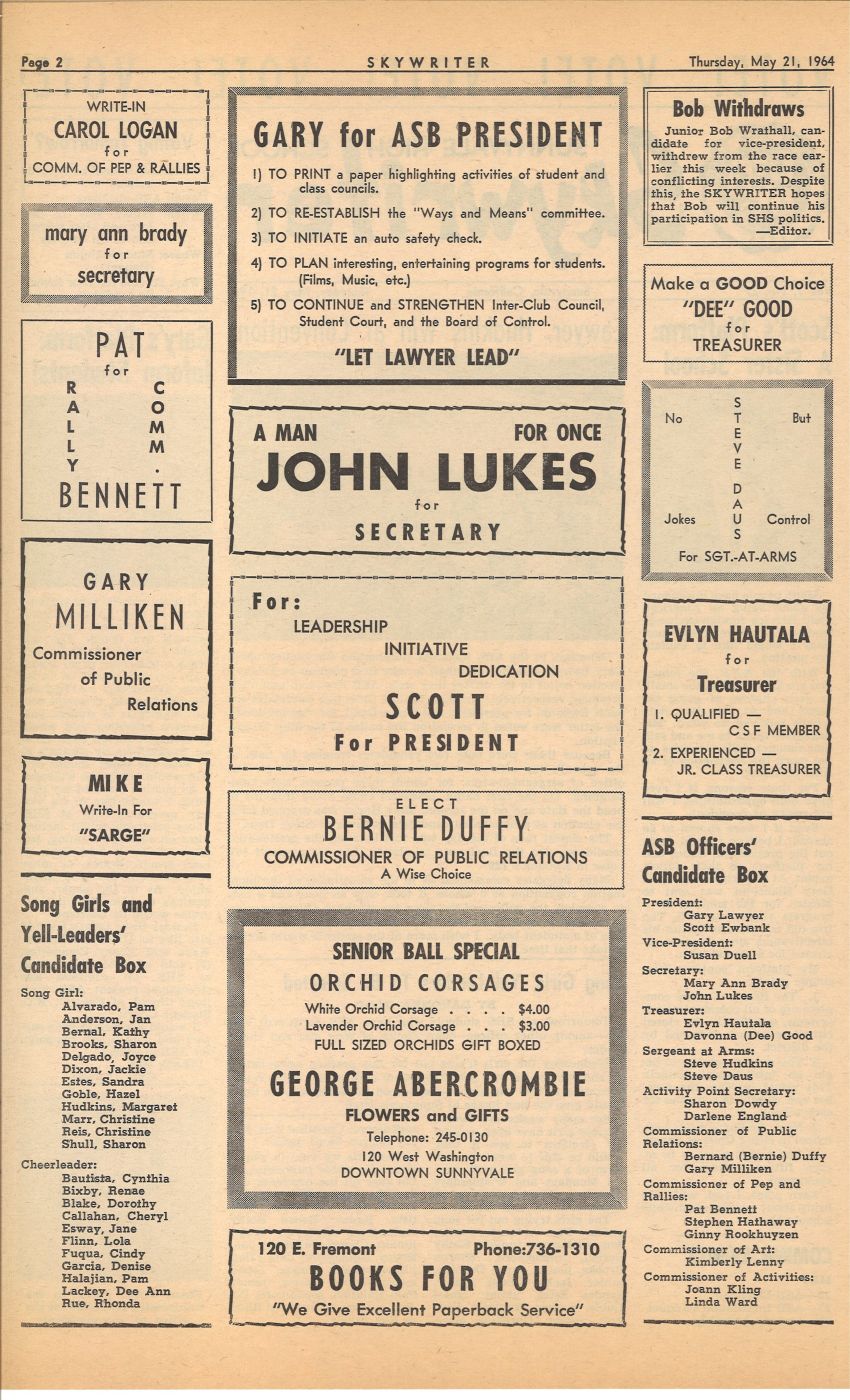 Page 2
SKYWRITER
Thursday, May 21, 1964
WRITE-IN
CAROL LOGAN
for
COMM. OF PEP & RALLIES
mary ann brady
for
secretary
PAT
for
RALLY COMM.
BENNETT
GARY
MILLIKEN
Commissioner
of Public
Relations
MIKE
Write-In For
"SARGE"
Song Girls and
Yell-Leaders'
Candidate Box
Song Girl:
Alvarado, Pam
Anderson, Jan
Bernal, Kathy
Brooks, Sharon
Delgado, Joyce
Dixon, Jackie
Estes, Sandra
Goble, Hazel
Hudkins, Margaret
Marr, Christine
Reis, Christine
Shull, Sharon
Cheerleader:
Bautista, Cynthia
Bixby, Renae
Blake, Dorothy
Callahan, Cheryl
Esway, Jane
Flinn, Lola
Fuqua, Cindy
Garcia, Denise
Halajian, Pam
Lackey, Dee Ann
Rue, Rhonda
GARY for ASB PRESIDENT
1) TO PRINT a paper highlighting activities of student and
class councils.
2) TO RE-ESTABLISH the "Ways and Means" committee.
3) TO INITIATE an auto safety check.
4) TO PLAN interesting, entertaining programs for students.
(Films, Music, etc.)
5) TO CONTINUE and STRENGTHEN Inter-Club Council,
Student Court, and the Board of Control.
"LET LAWYER LEAD"
A MAN FOR ONCE
JOHN LUKES
for
SECRETARY
For:
LEADERSHIP
INITIATIVE
DEDICATION
SCOTT
For PRESIDENT
ELECT
BERNIE DUFFY
COMMISSIONER OF PUBLIC RELATIONS
A Wise Choice
SENIOR BALL SPECIAL
ORCHID CORSAGES
White Orchid Corsage . . . . $4.00
Lavender Orchid Corsage . . . $3.00
FULL SIZED ORCHIDS GIFT BOXED
GEORGE ABERCROMBIE
FLOWERS and GIFTS
Telephone: 245-0130
120 West Washington
DOWNTOWN SUNNYVALE
120 E. Fremont Phone:736-1310
BOOKS FOR YOU
"We Give Excellent Paperback Service"
Bob Withdraws
Junior Bob Wrathall, can-
didate for vice-president,
withdrew from the race ear-
lier this week because of
conflicting interests. Despite
this, the SKYWRITER hopes
that Bob will continue his
participation in SHS politics.
—Editor.
Make a GOOD Choice
"DEE" GOOD
for
TREASURER
No But
STEVE DAUS
Jokes Control
For SGT.-AT-ARMS
EVLYN HAUTALA
for
Treasurer
1. QUALIFIED —
CSF MEMBER
2. EXPERIENCED —
JR. CLASS TREASURER
ASB Officers'
Candidate Box
President:
Gary Lawyer
Scott Ewbank
Vice-President:
Susan Duell
Secretary:
Mary Ann Brady
John Lukes
Treasurer:
Evlyn Hautala
Davonna (Dee) Good
Sergeant at Arms:
Steve Hudkins
Steve Daus
Activity Point Secretary:
Sharon Dowdy
Darlene England
Commissioner of Public
Relations:
Bernard (Bernie) Duffy
Gary Milliken
Commissioner of Pep and
Rallies:
Pat Bennett
Stephen Hathaway
Ginny Rookhuyzen
Commissioner of Art:
Kimberly Lenny
Commissioner of Activities:
Joann Kling
Linda Ward